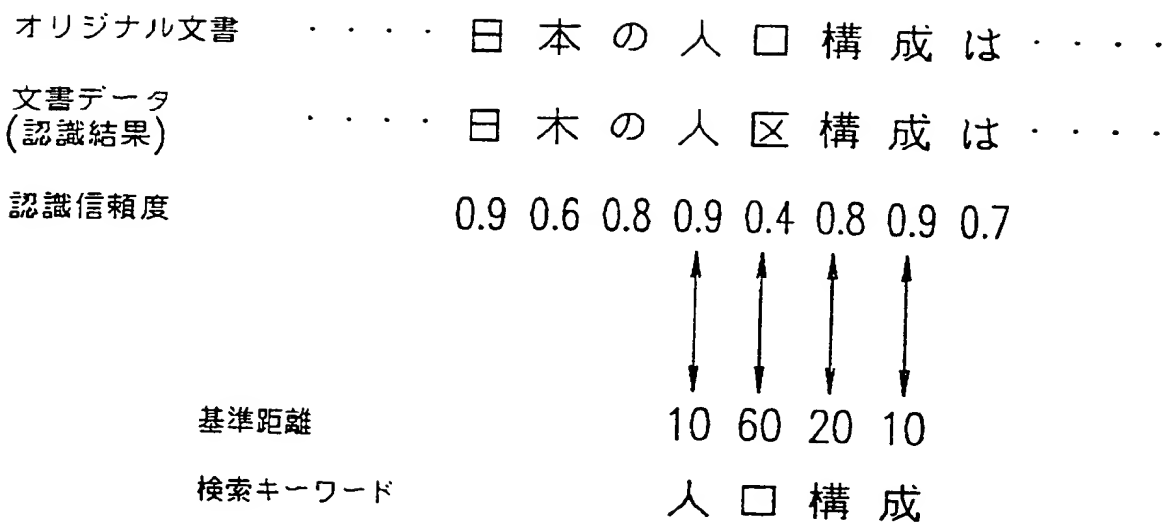 オリジナル文書 ・・・・ 日本の人口構成は ・・・・
文書データ
(認識結果) ・・・・ 日木の人区構成は ・・・・
認識信頼度 0.9 0.6 0.8 0.9 0.4 0.8 0.9 0.7
基準距離 10 60 20 10
検索キーワード 人口構成